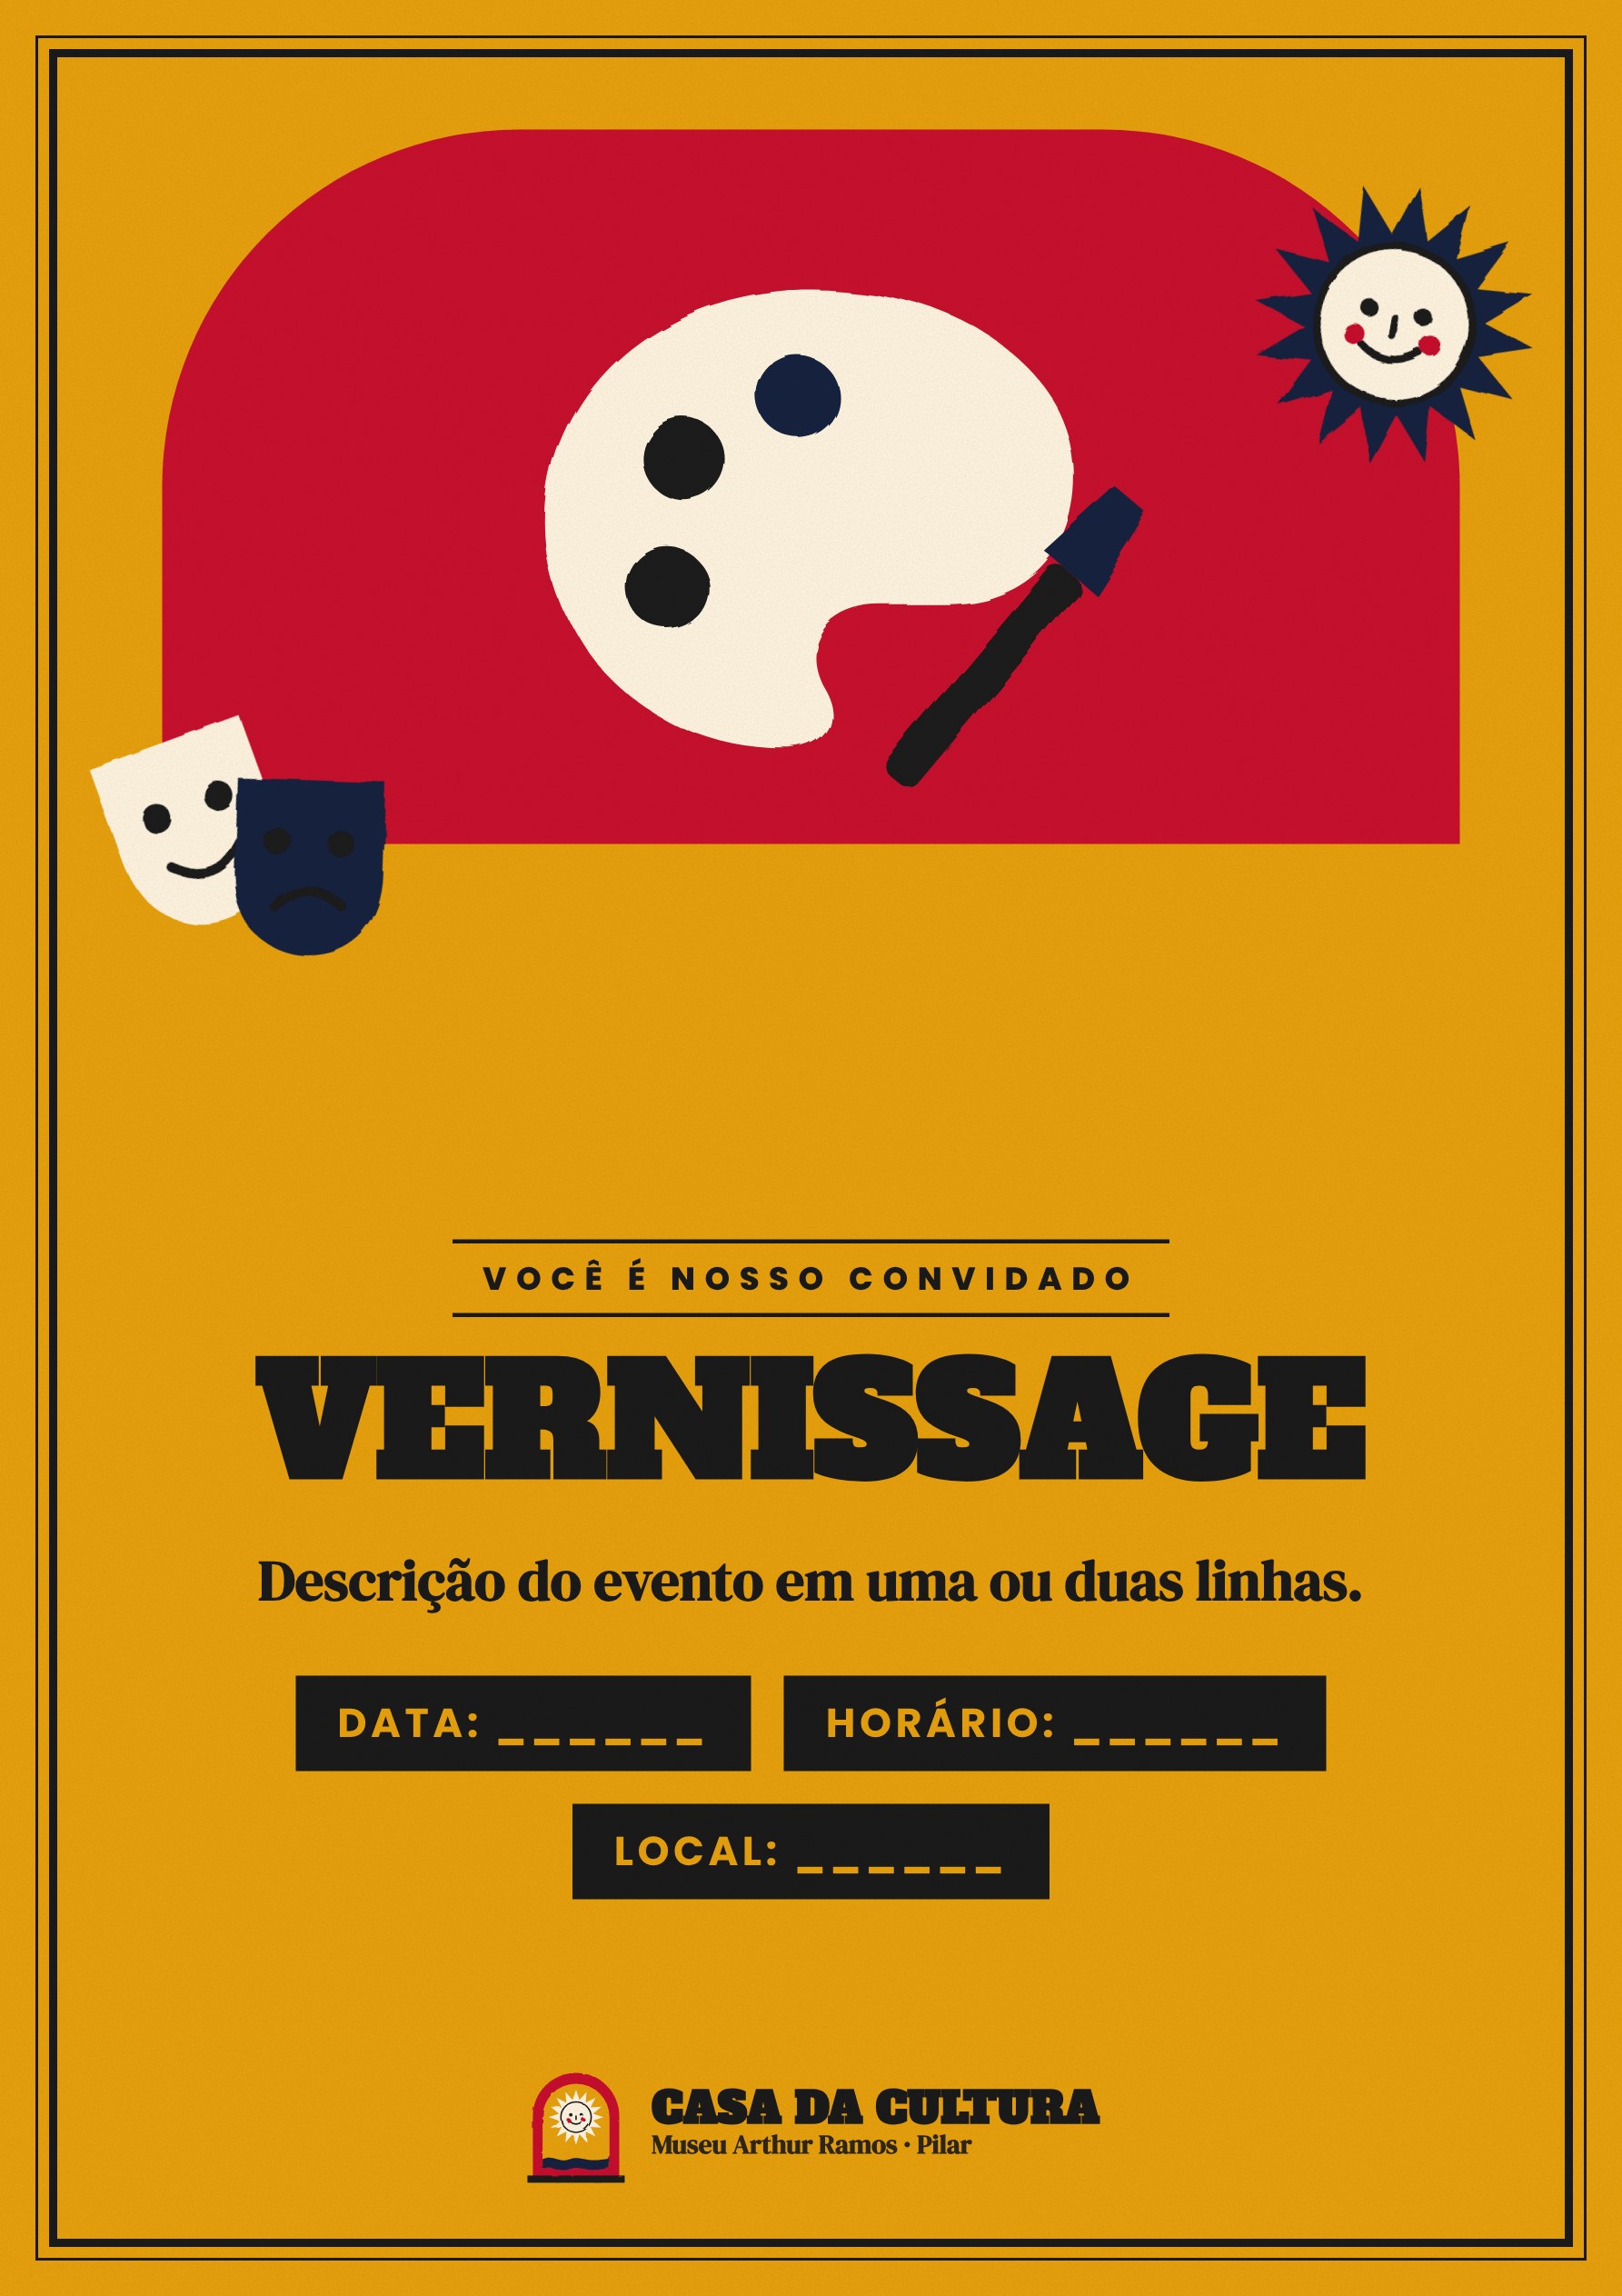 VOCÊ É NOSSO CONVIDADO
VERNISSAGE
Descrição do evento em uma ou duas linhas.
DATA: ______ HORÁRIO: ______
LOCAL: ______
CASA DA CULTURA
Museu Arthur Ramos · Pilar